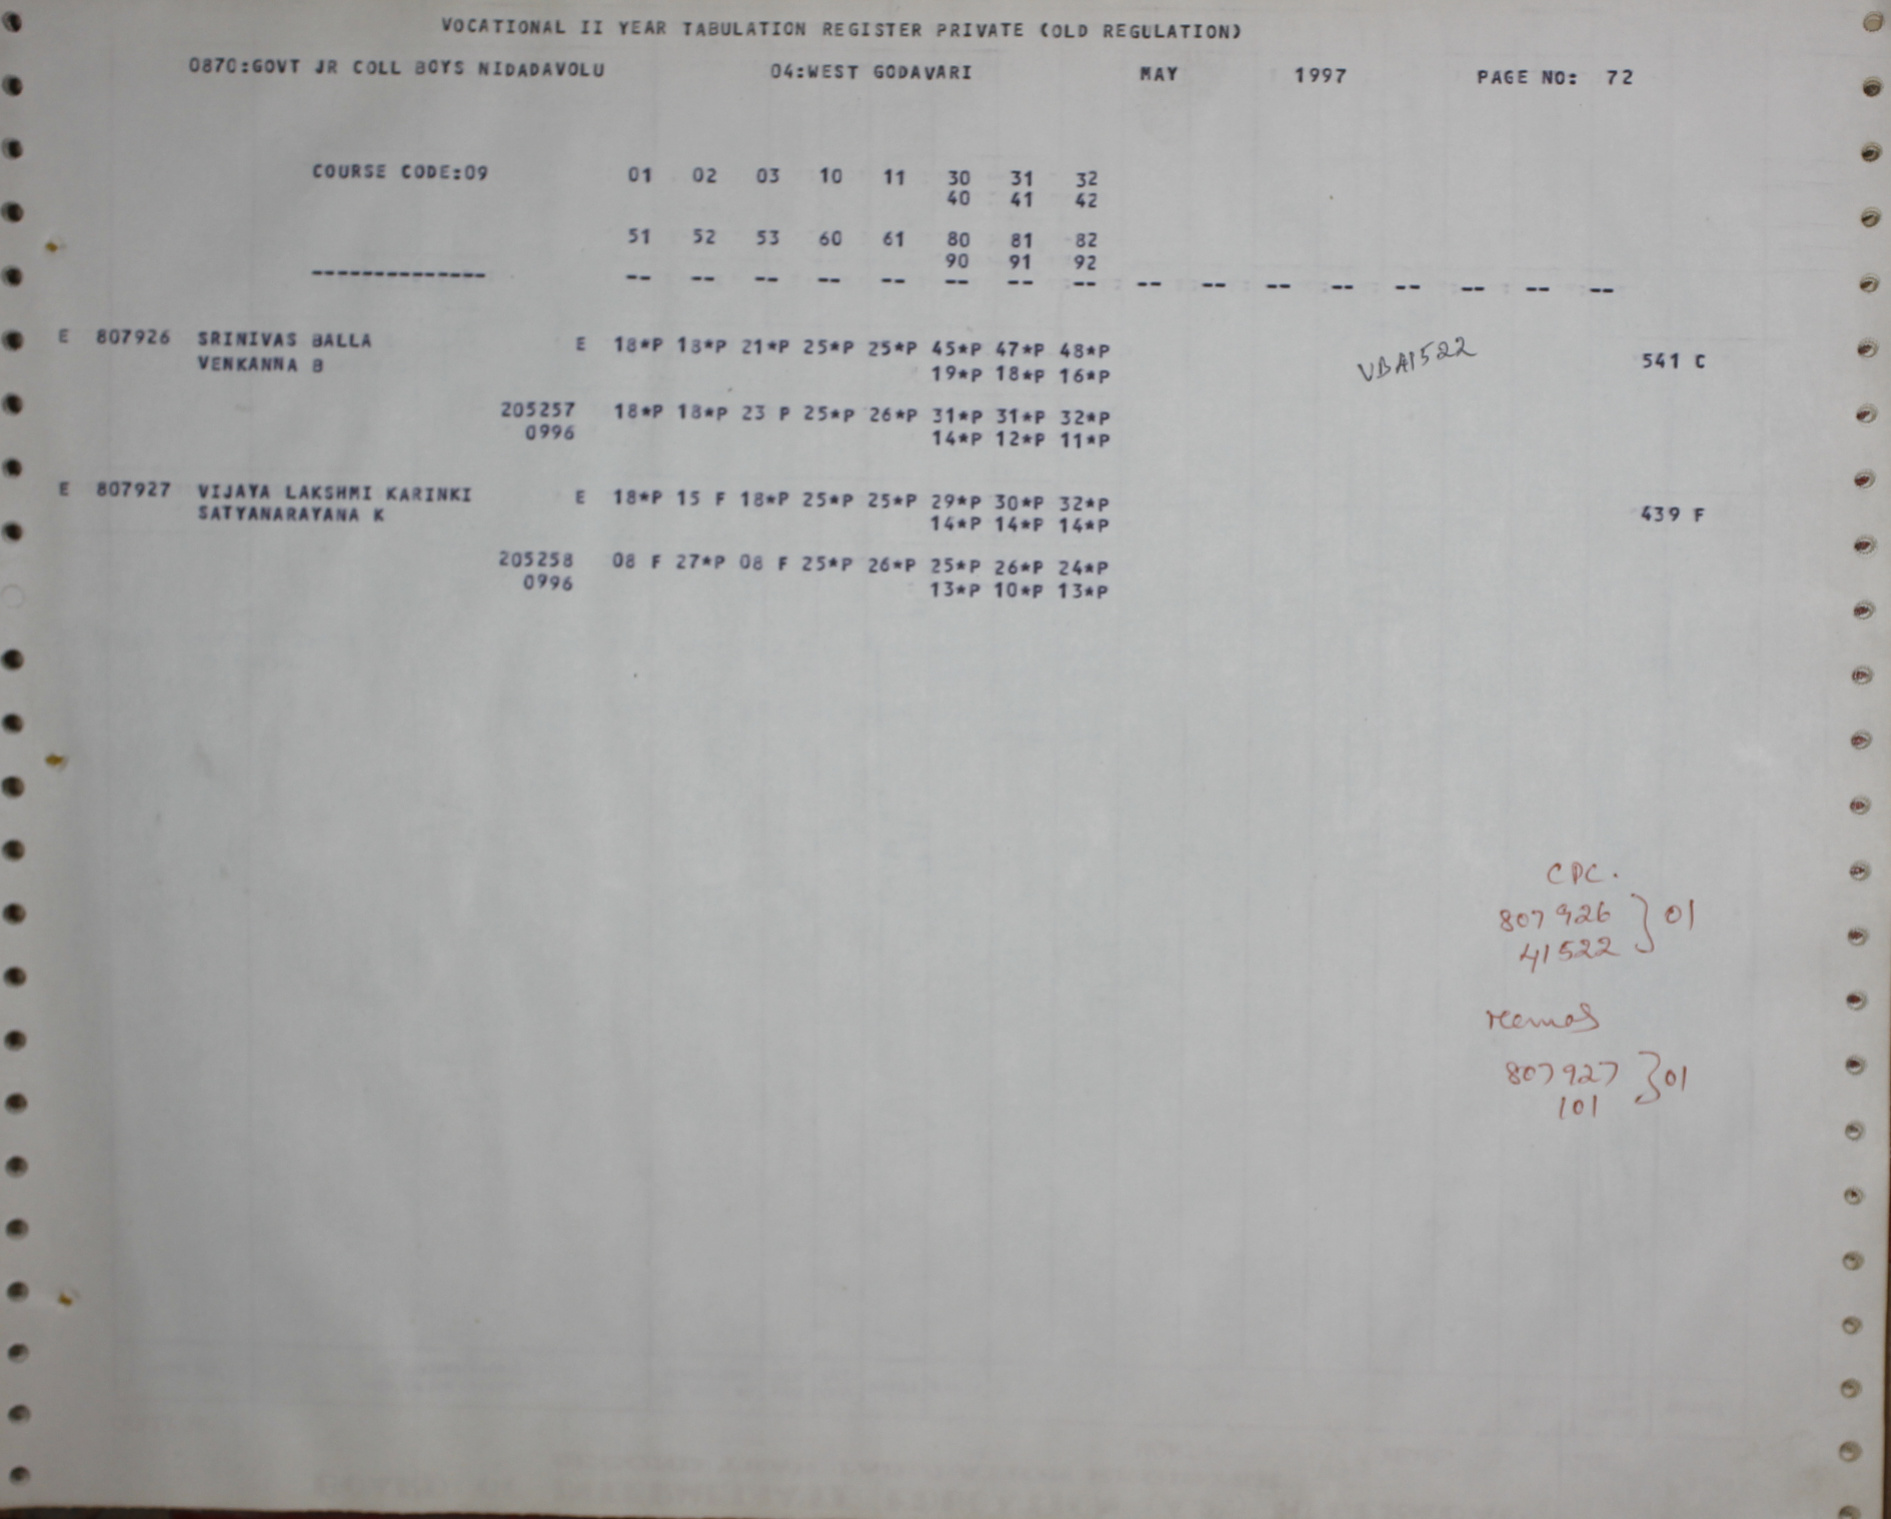 VOCATIONAL II YEAR TABULATION REGISTER PRIVATE (OLD REGULATION)
0870:GOVT JR COLL BOYS NIDADAVOLU 04:WEST GODAVARI MAY 1997 PAGE NO: 72
COURSE CODE:09 01 02 03 10 11 30 31 32
40 41 42
51 52 53 60 61 80 81 82
90 91 92
-------------- -- -- -- -- -- -- -- -- -- -- -- -- -- -- -- --
E 807926 SRINIVAS BALLA E 18*P 18*P 21*P 25*P 25*P 45*P 47*P 48*P VBA1522
VENKANNA B 19*P 18*P 16*P 541 C
205257 18*P 18*P 23 P 25*P 26*P 31*P 31*P 32*P
0996 14*P 12*P 11*P
E 807927 VIJAYA LAKSHMI KARINKI E 18*P 15 F 18*P 25*P 25*P 29*P 30*P 32*P
SATYANARAYANA K 14*P 14*P 14*P 439 F
205258 08 F 27*P 08 F 25*P 26*P 25*P 26*P 24*P
0996 13*P 10*P 13*P
CPC.
807926 } 01
41522
807927 } 01
101